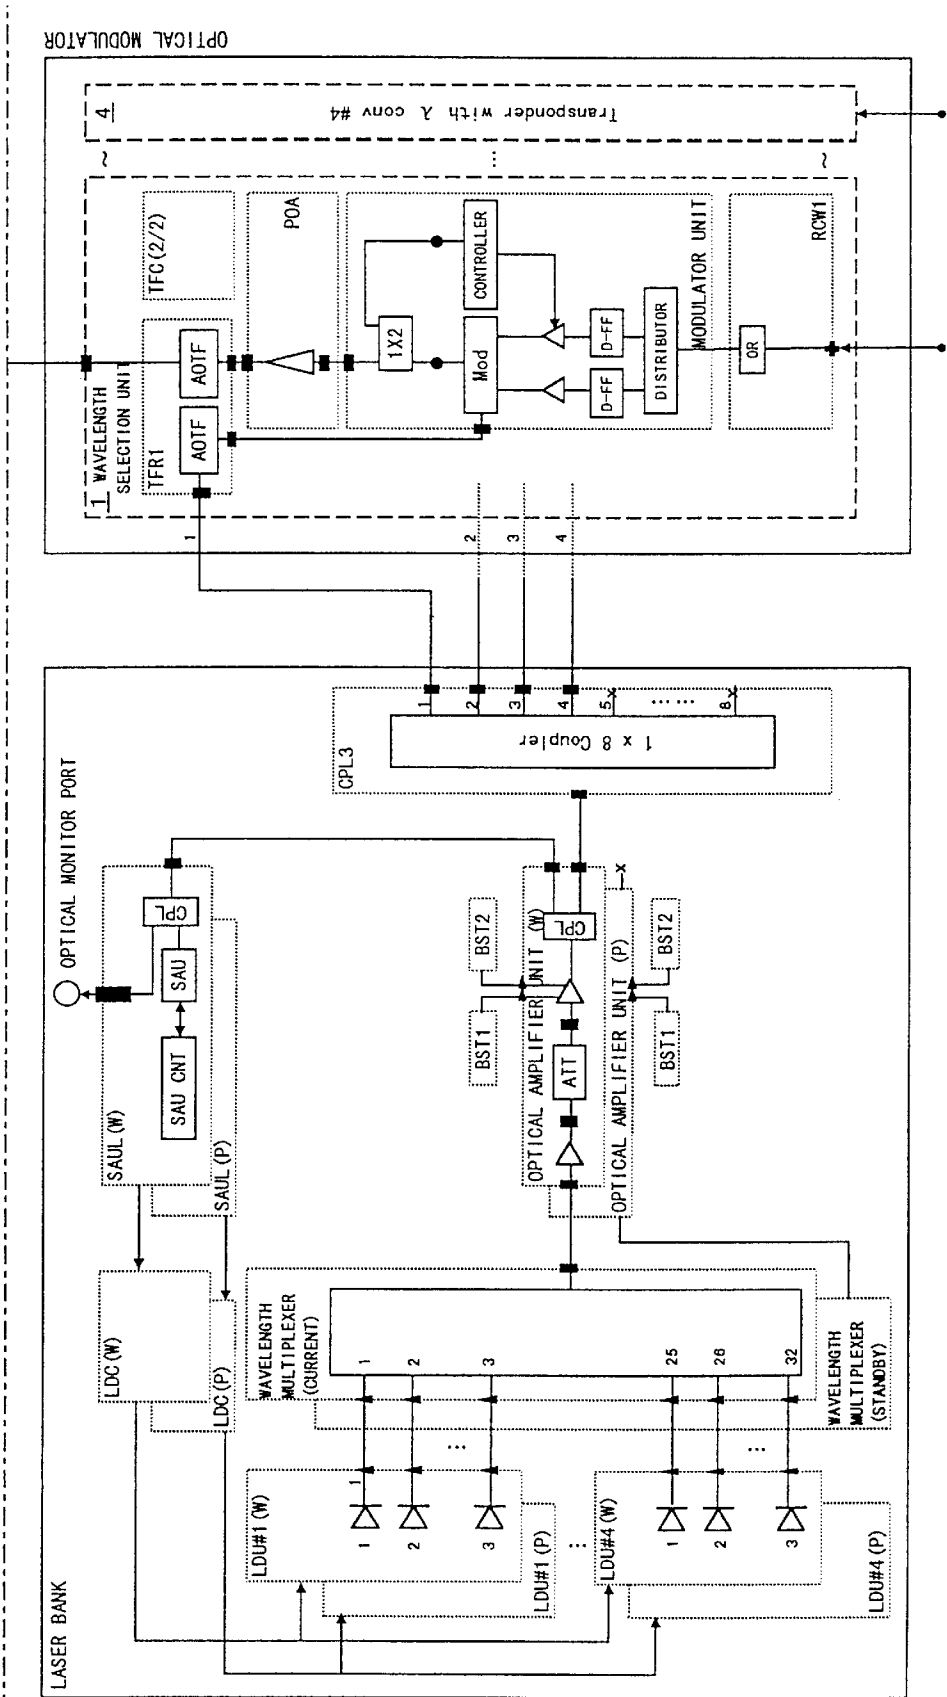 LASER BANK
LDC(W)
LDC(P)
SAUL(W)
SAUL(P)
SAU CNT
SAU
CPL
OPTICAL MONITOR PORT
LDU#1(W)
1
1
2
3
LDU#1(P)
...
...
LDU#4(W)
1
2
3
LDU#4(P)
...
WAVELENGTH
MULTIPLEXER
(CURRENT)
1
2
3
25
26
32
WAVELENGTH
MULTIPLEXER
(STANDBY)
OPTICAL AMPLIFIER UNIT (W)
ATT
CPL
OPTICAL AMPLIFIER UNIT (P)
x
BST1
BST2
BST1
BST2
CPL3
1 x 8 Coupler
1
2
3
4
5 x
......
8 x
OPTICAL MODULATOR
1
2
3
4
1 WAVELENGTH
SELECTION UNIT
TFR1
AOTF
AOTF
TFC(2/2)
POA
1X2
Mod
CONTROLLER
D-FF
D-FF
DISTRIBUTOR
MODULATOR UNIT
OR
RCW1
~
...
~
4
Transponder with λ conv #4